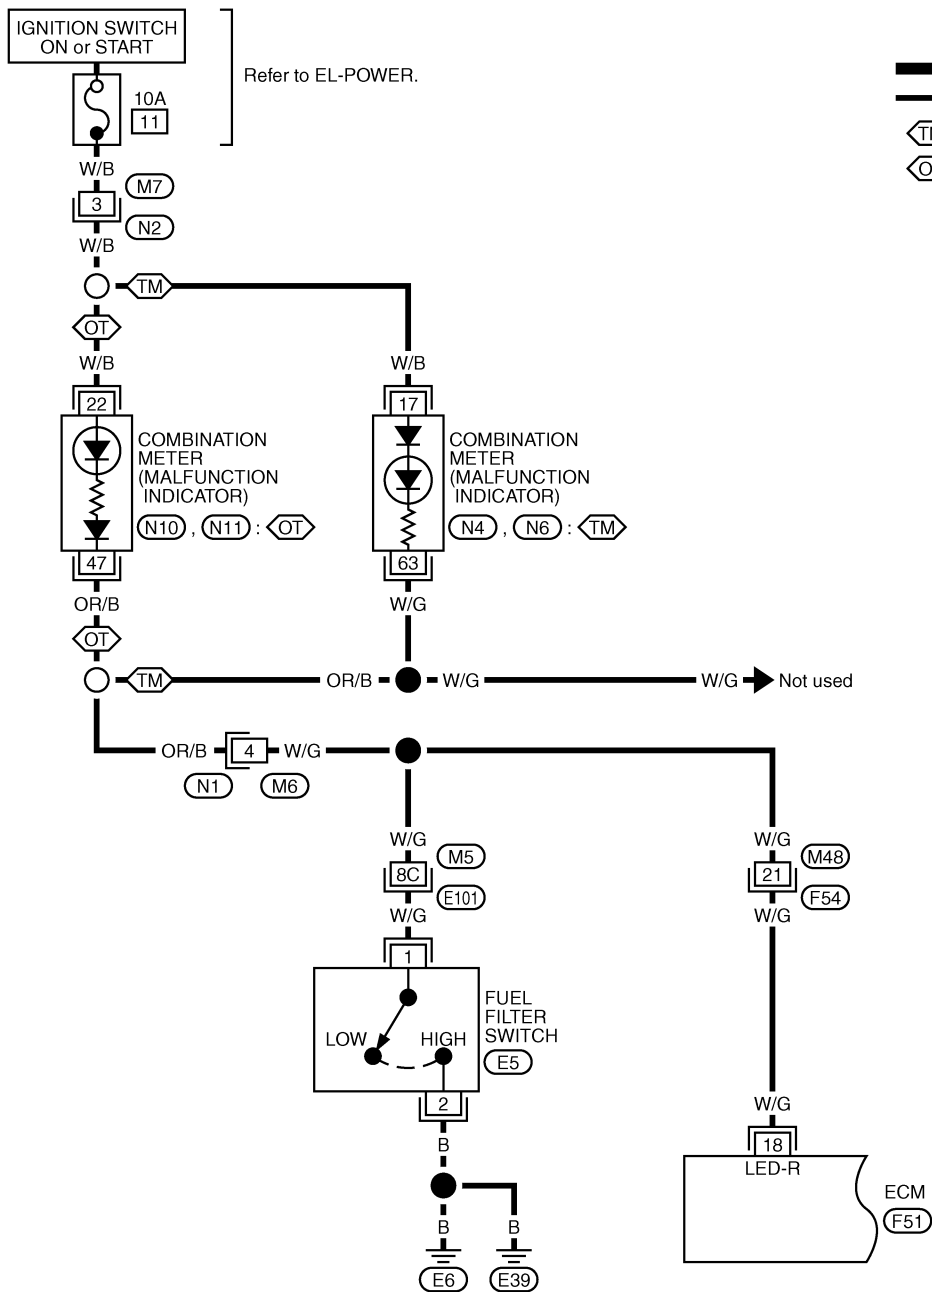 IGNITION SWITCH
ON or START
Refer to EL-POWER.
10A
11
W/B
M7
3
N2
W/B
TM
OT
W/B
W/B
22
17
COMBINATION
METER
(MALFUNCTION
INDICATOR)
N10 , N11 : OT
COMBINATION
METER
(MALFUNCTION
INDICATOR)
N4 , N6 : TM
47
63
OR/B
W/G
OT
TM
OR/B
W/G
W/G
Not used
OR/B
4
W/G
N1
M6
W/G
M5
8C
E101
W/G
W/G
M48
21
F54
W/G
1
FUEL
FILTER
SWITCH
LOW
HIGH
E5
2
B
B
B
E6
E39
W/G
18
LED-R
ECM
F51